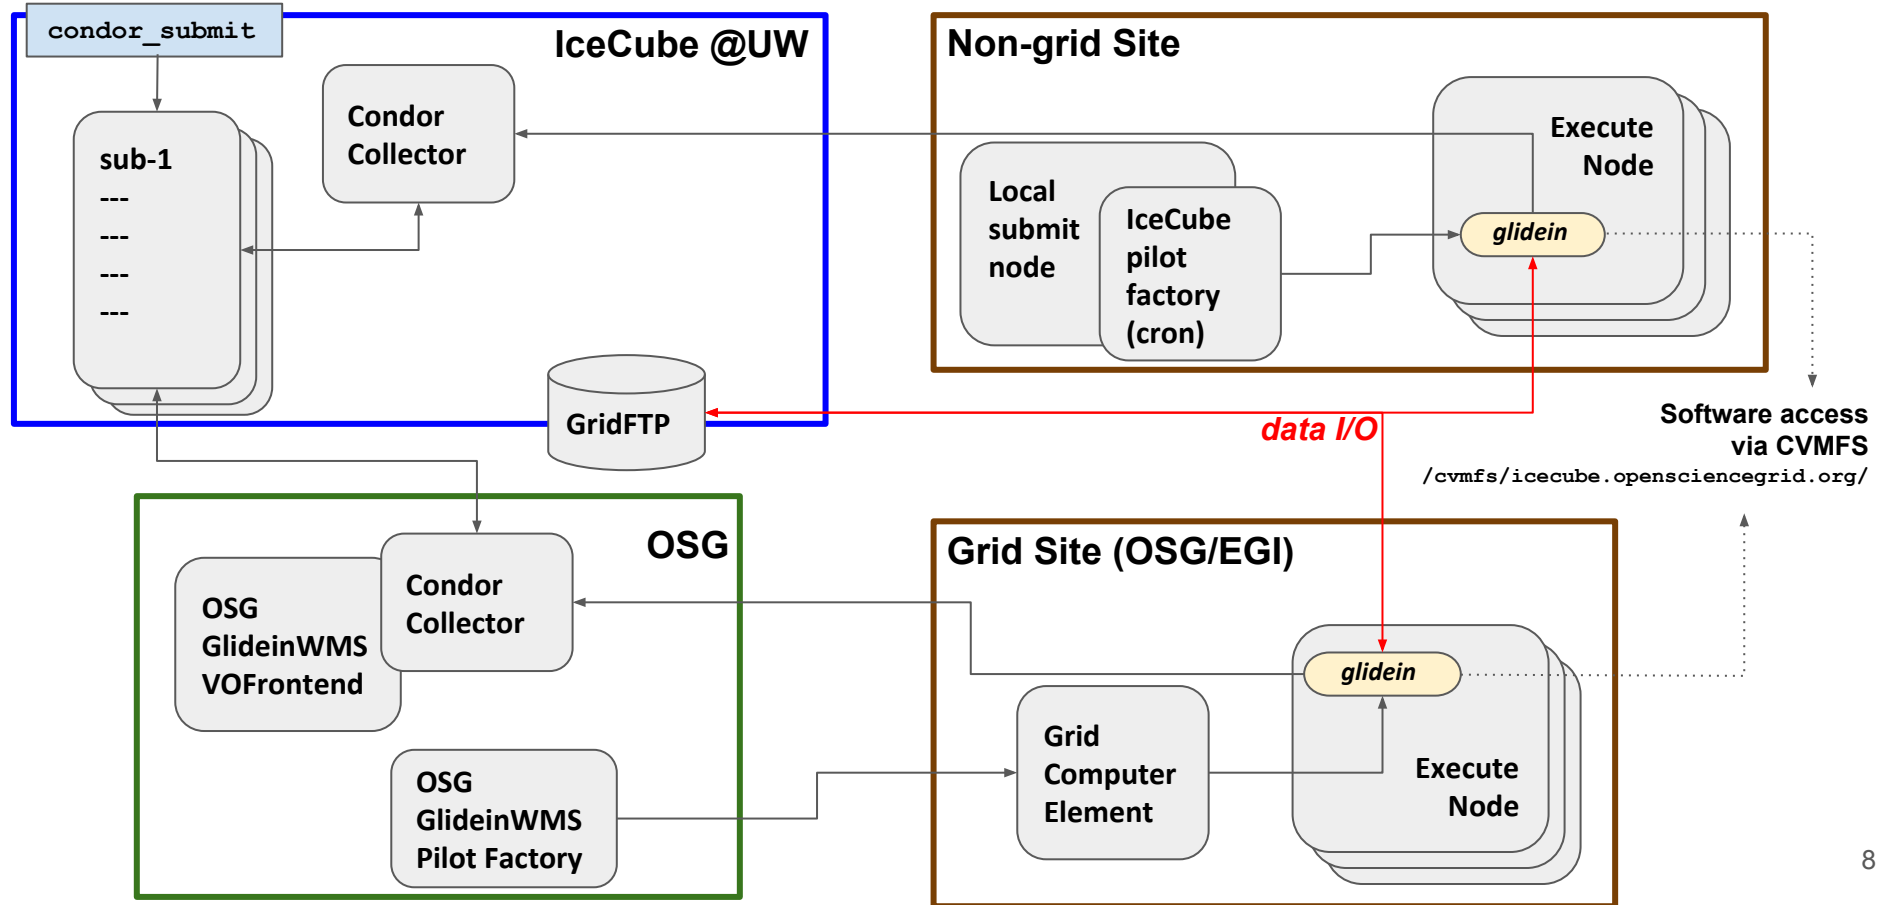 condor_submit
IceCube @UW
Condor
Collector
sub-1
---
---
---
---
GridFTP
Non-grid Site
Local
submit
node
IceCube
pilot
factory
(cron)
Execute
Node
glidein
data I/O
Software access
via CVMFS
/cvmfs/icecube.opensciencegrid.org/
OSG
OSG
GlideinWMS
VOFrontend
Condor
Collector
OSG
GlideinWMS
Pilot Factory
Grid Site (OSG/EGI)
Grid
Computer
Element
glidein
Execute
Node
8